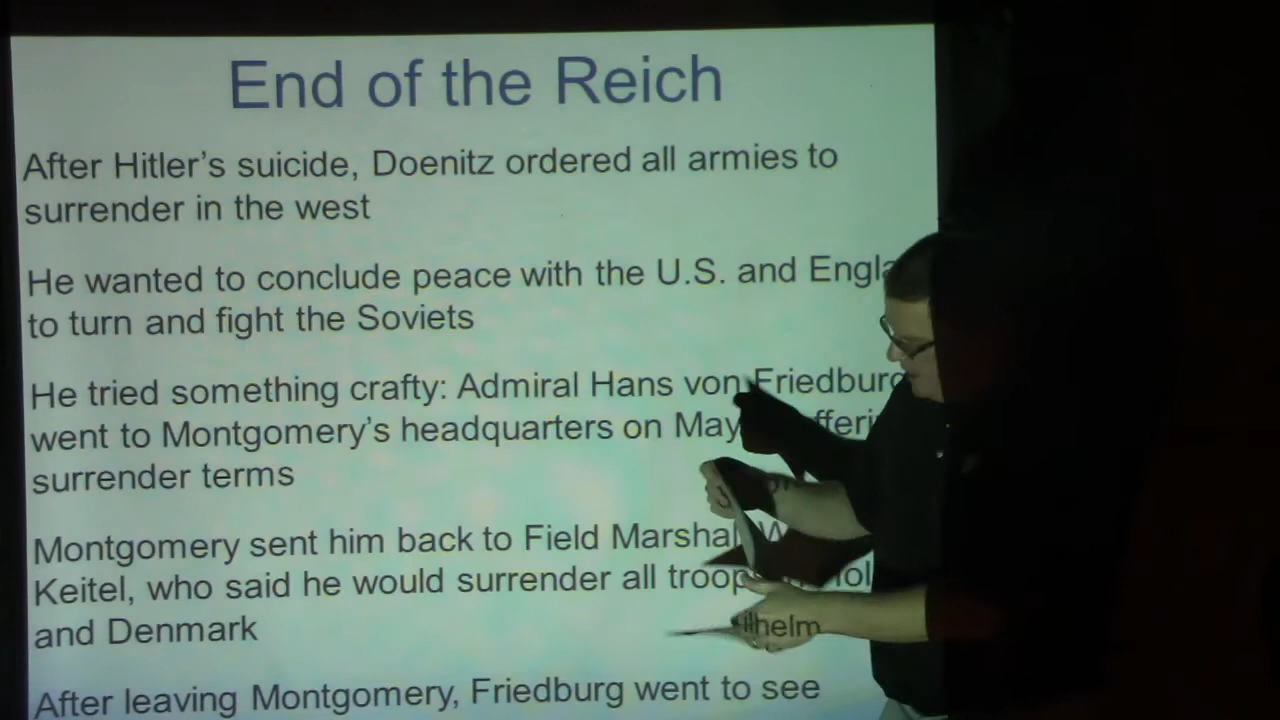 End of the Reich
After Hitler's suicide, Doenitz ordered all armies to
surrender in the west
He wanted to conclude peace with the U.S. and Engla
to turn and fight the Soviets
He tried something crafty: Admiral Hans von Friedburg
went to Montgomery's headquarters on May fferi
surrender terms
Montgomery sent him back to Field Marshal W
Keitel, who said he would surrender all troops hol
and Denmark
ilhelm
After leaving Montgomery, Friedburg went to see